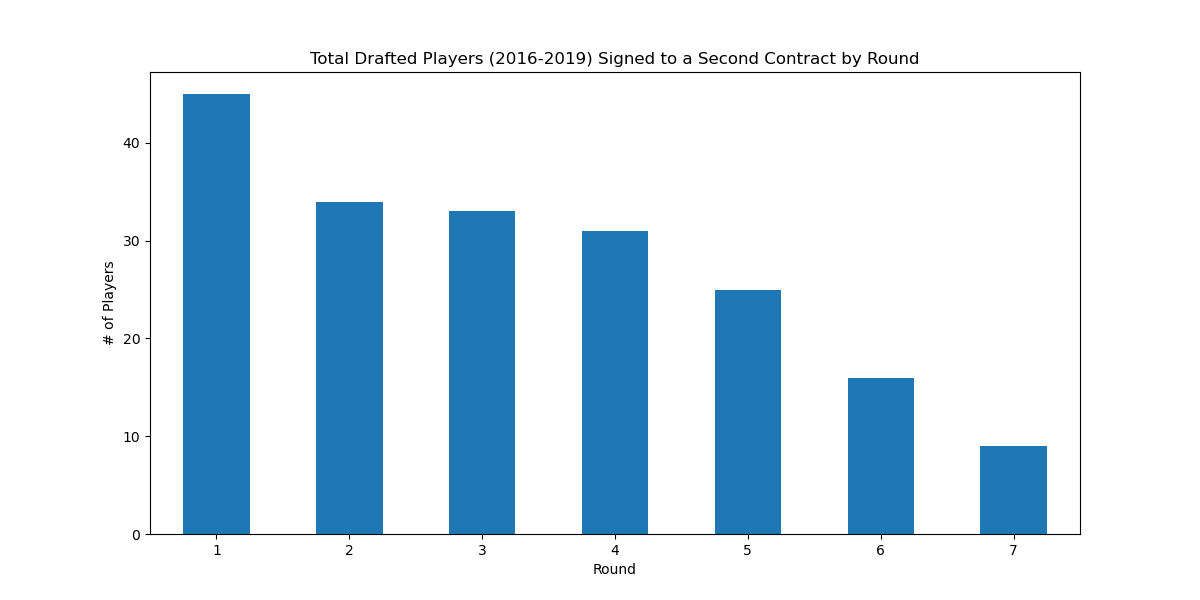 Total Drafted Players (2016-2019) Signed to a Second Contract by Round
# of Players
40
30
20
10
0
1 2 3 4 5 6 7
Round